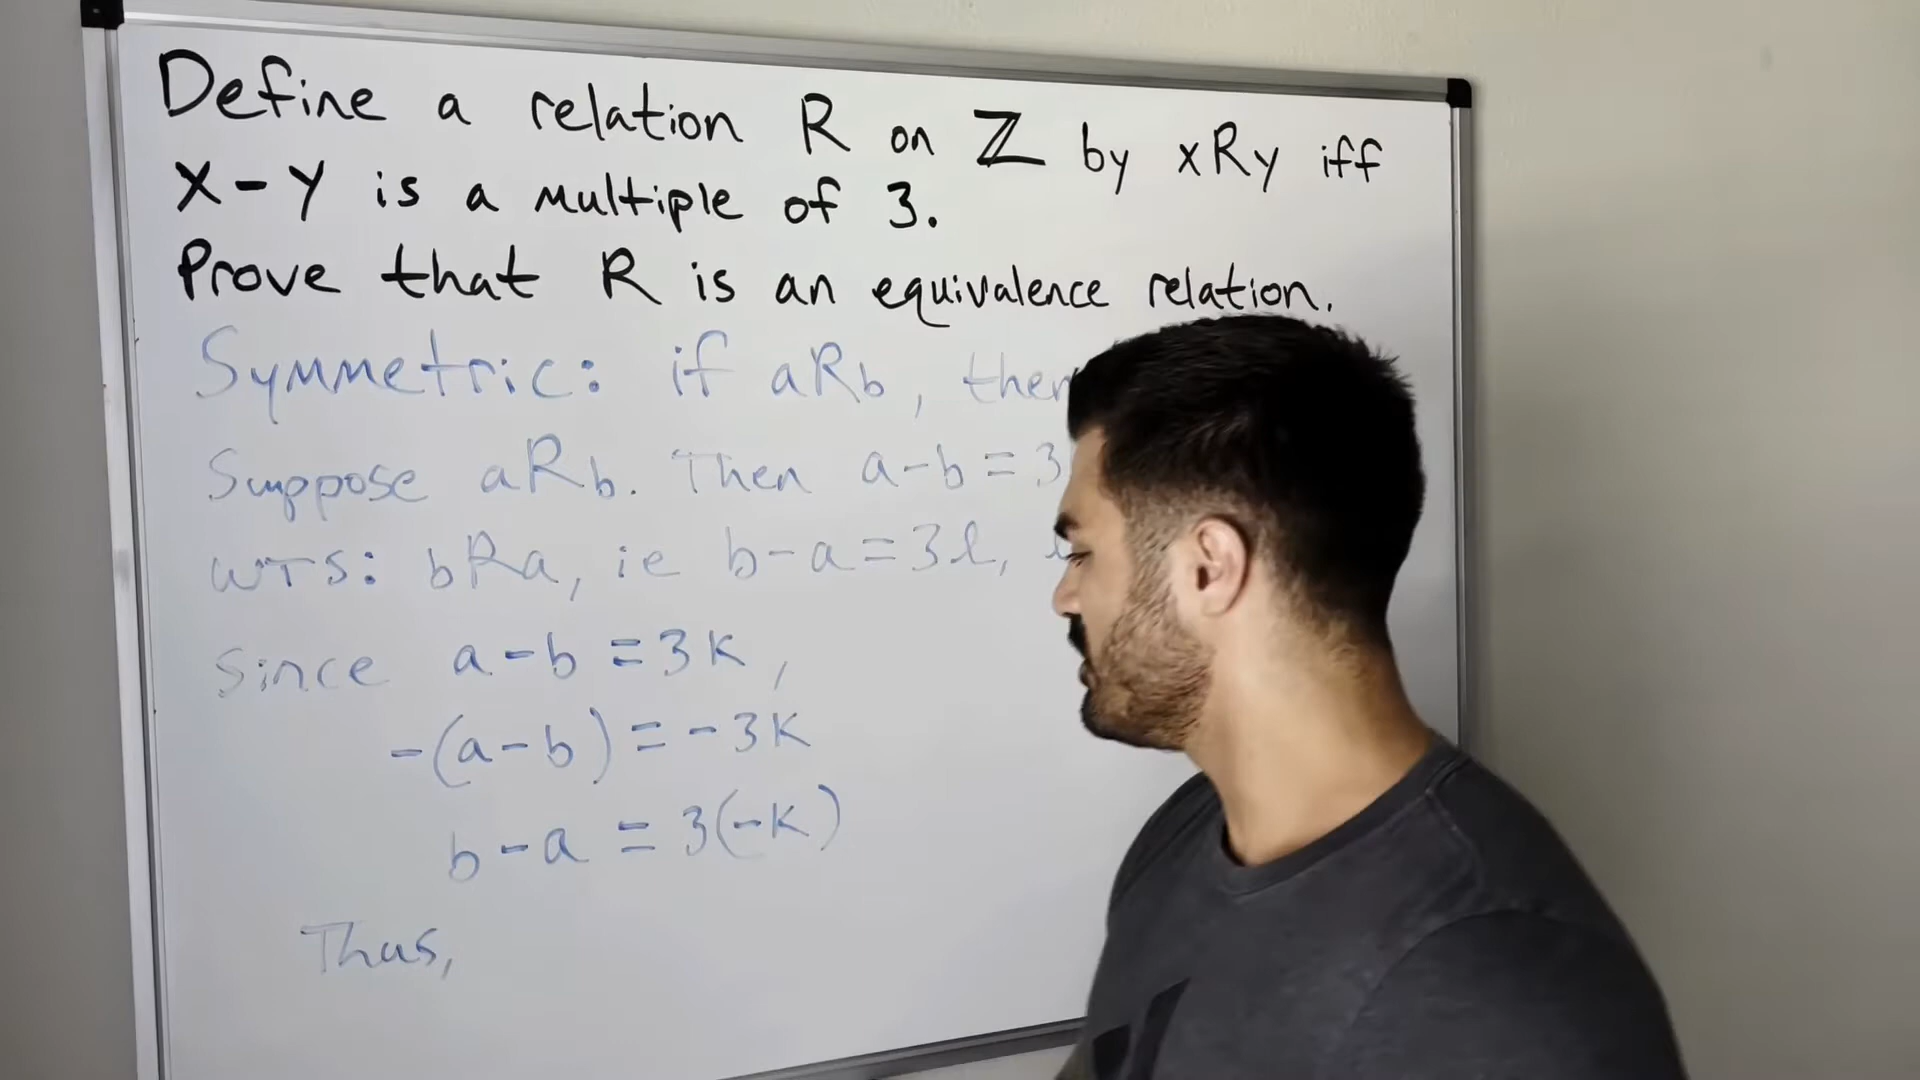 Define a relation R on ℤ by xRy iff
x-y is a multiple of 3.
Prove that R is an equivalence relation.
Symmetric: if aRb, then
Suppose aRb. Then a-b=3
WTS: bRa, ie b-a=3l,
Since a-b=3k,
-(a-b)=-3k
b-a=3(-k)
Thus,